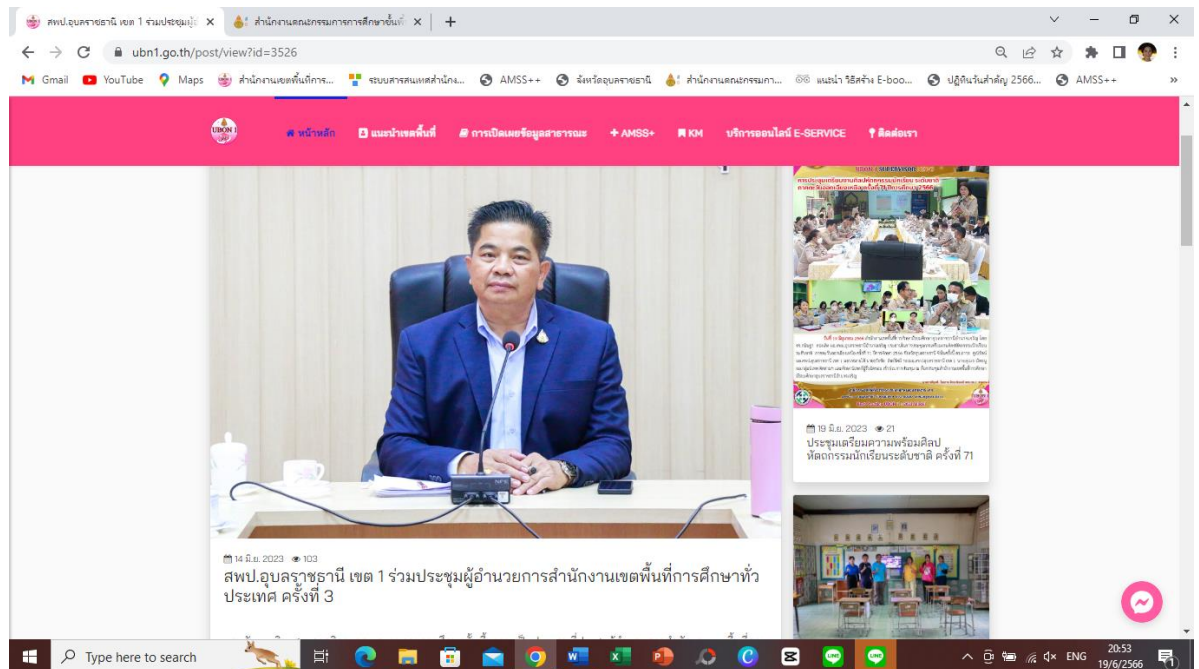 สพป.อุบลราชธานี เขต 1 ร่วมประชุมผู้อ
สำนักงานคณะกรรมการการศึกษาขั้นพื้
ubn1.go.th/post/view?id=3526
Gmail
YouTube
Maps
สำนักงานเขตพื้นที่การ...
ระบบสารสนเทศสำนักง...
AMSS++
จังหวัดอุบลราชธานี
สำนักงานคณะกรรมกา...
แนะนำ วิธีสร้าง E-boo...
ปฏิทินวันสำคัญ 2566...
AMSS++
UBON 1
หน้าหลัก
แนะนำเขตพื้นที่
การเปิดเผยข้อมูลสาธารณะ
AMSS+
KM
บริการออนไลน์ E-SERVICE
ติดต่อเรา
14 มิ.ย. 2023 103
สพป.อุบลราชธานี เขต 1 ร่วมประชุมผู้อำนวยการสำนักงานเขตพื้นที่การศึกษาทั่ว
ประเทศ ครั้งที่ 3
19 มิ.ย. 2023 21
ประชุมเตรียมความพร้อมศิลป
หัตถกรรมนักเรียนระดับชาติ ครั้งที่ 71
Type here to search
ENG
20:53
19/6/2566